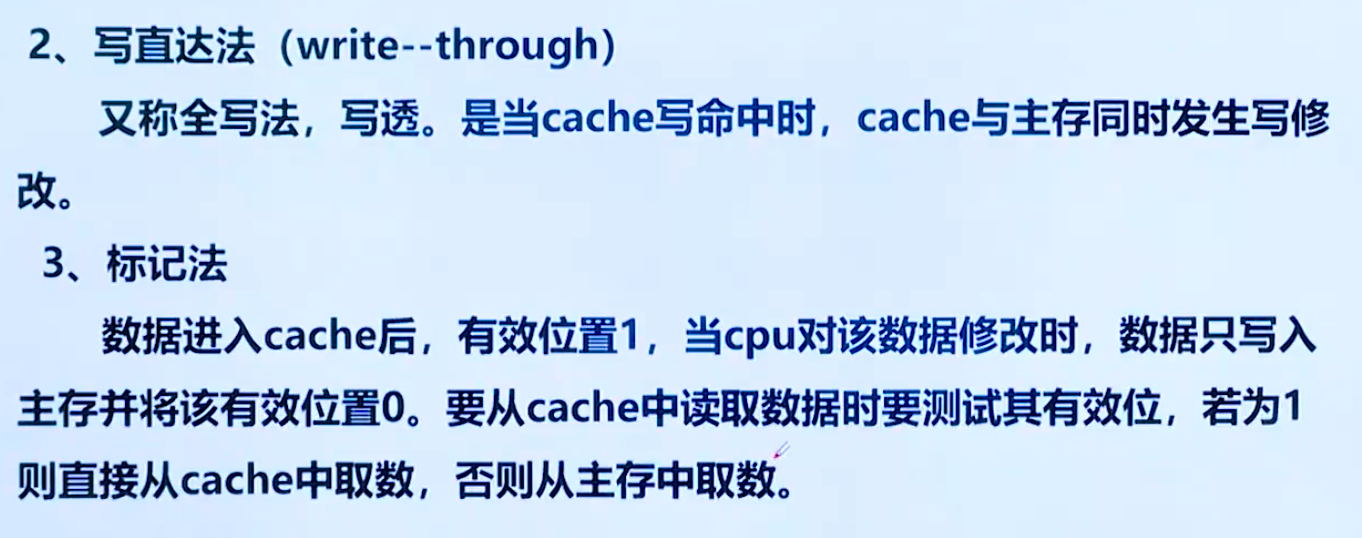 2、写直达法（write--through）
又称全写法，写透。是当cache写命中时，cache与主存同时发生写修
改。
3、标记法
数据进入cache后，有效位置1，当cpu对该数据修改时，数据只写入
主存并将该有效位置0。要从cache中读取数据时要测试其有效位，若为1
则直接从cache中取数，否则从主存中取数。